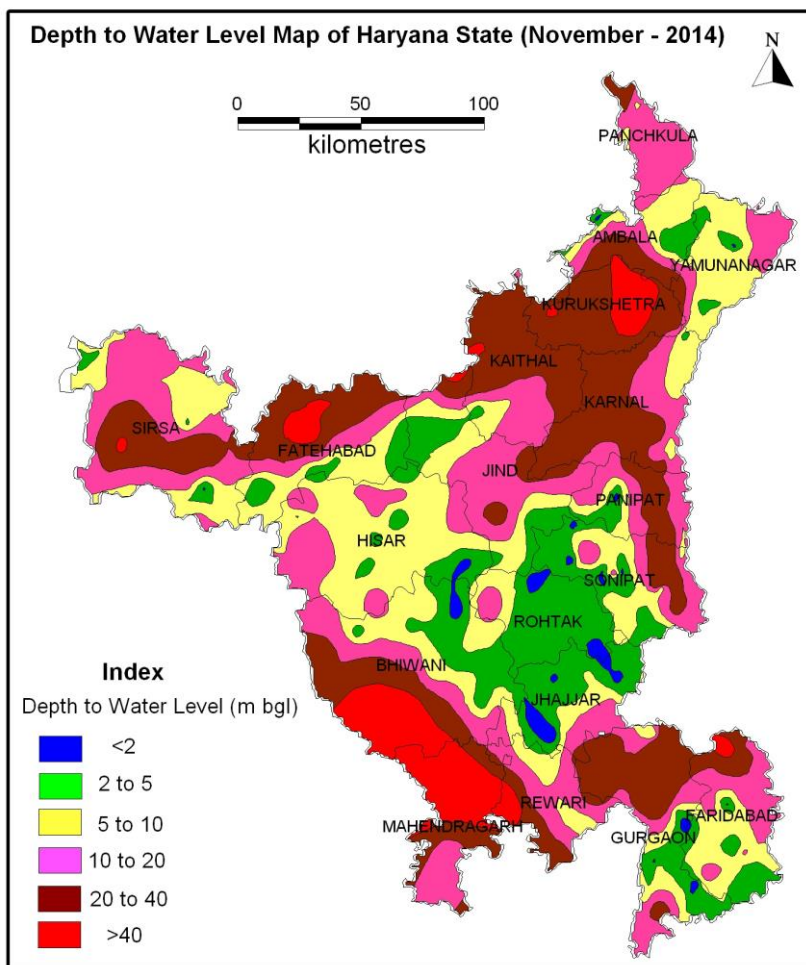 Depth to Water Level Map of Haryana State (November - 2014)
N
0 50 100
kilometres
PANCHKULA
AMBALA
YAMUNANAGAR
KURUKSHETRA
KAITHAL
KARNAL
SIRSA
FATEHABAD
JIND
PANIPAT
HISAR
SONIPAT
ROHTAK
BHIWANI
JHAJJAR
REWARI
MAHENDRAGARH
GURGAON
FARIDABAD
Index
Depth to Water Level (m bgl)
<2
2 to 5
5 to 10
10 to 20
20 to 40
>40